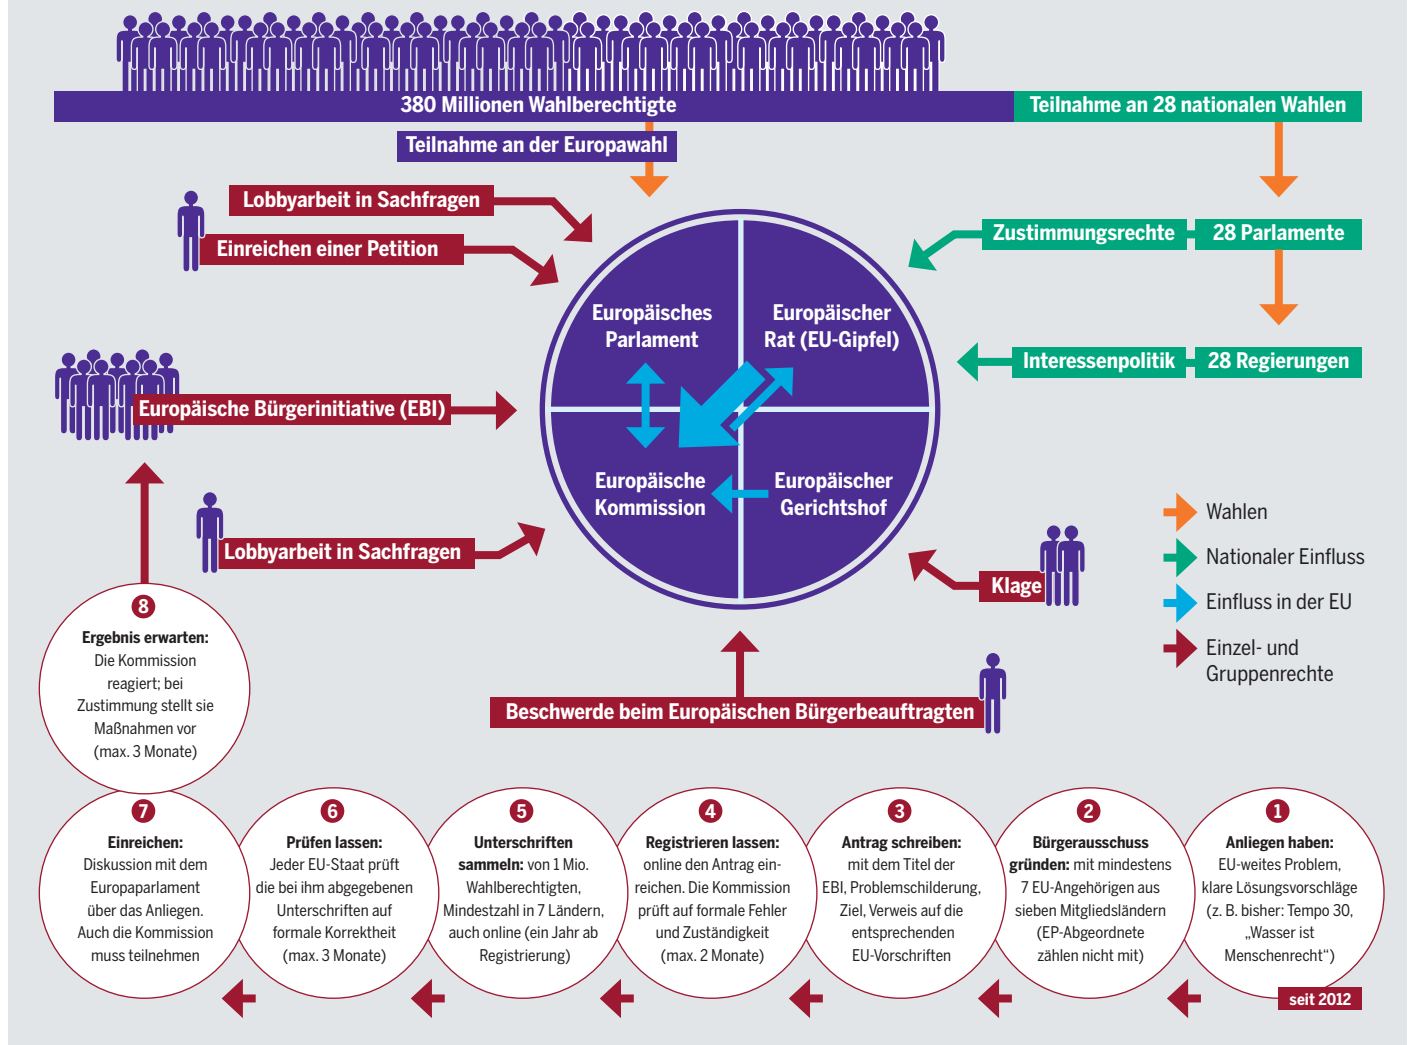 380 Millionen Wahlberechtigte
Teilnahme an 28 nationalen Wahlen
Teilnahme an der Europawahl
Lobbyarbeit in Sachfragen
Einreichen einer Petition
Zustimmungsrechte
28 Parlamente
Europäisches
Parlament
Europäischer
Rat (EU-Gipfel)
Interessenpolitik
28 Regierungen
Europäische Bürgerinitiative (EBI)
Europäische
Kommission
Europäischer
Gerichtshof
Lobbyarbeit in Sachfragen
Klage
Wahlen
Nationaler Einfluss
Einfluss in der EU
Einzel- und
Gruppenrechte
Beschwerde beim Europäischen Bürgerbeauftragten
8
Ergebnis erwarten:
Die Kommission
reagiert; bei
Zustimmung stellt sie
Maßnahmen vor
(max. 3 Monate)
7
Einreichen:
Diskussion mit dem
Europaparlament
über das Anliegen.
Auch die Kommission
muss teilnehmen
6
Prüfen lassen:
Jeder EU-Staat prüft
die bei ihm abgegebenen
Unterschriften auf
formale Korrektheit
(max. 3 Monate)
5
Unterschriften
sammeln: von 1 Mio.
Wahlberechtigten,
Mindestzahl in 7 Ländern,
auch online (ein Jahr ab
Registrierung)
4
Registrieren lassen:
online den Antrag ein-
reichen. Die Kommission
prüft auf formale Fehler
und Zuständigkeit
(max. 2 Monate)
3
Antrag schreiben:
mit dem Titel der
EBI, Problemschilderung,
Ziel, Verweis auf die
entsprechenden
EU-Vorschriften
2
Bürgerausschuss
gründen: mit mindestens
7 EU-Angehörigen aus
sieben Mitgliedsländern
(EP-Abgeordnete
zählen nicht mit)
1
Anliegen haben:
EU-weites Problem,
klare Lösungsvorschläge
(z. B. bisher: Tempo 30,
„Wasser ist
Menschenrecht“)
seit 2012